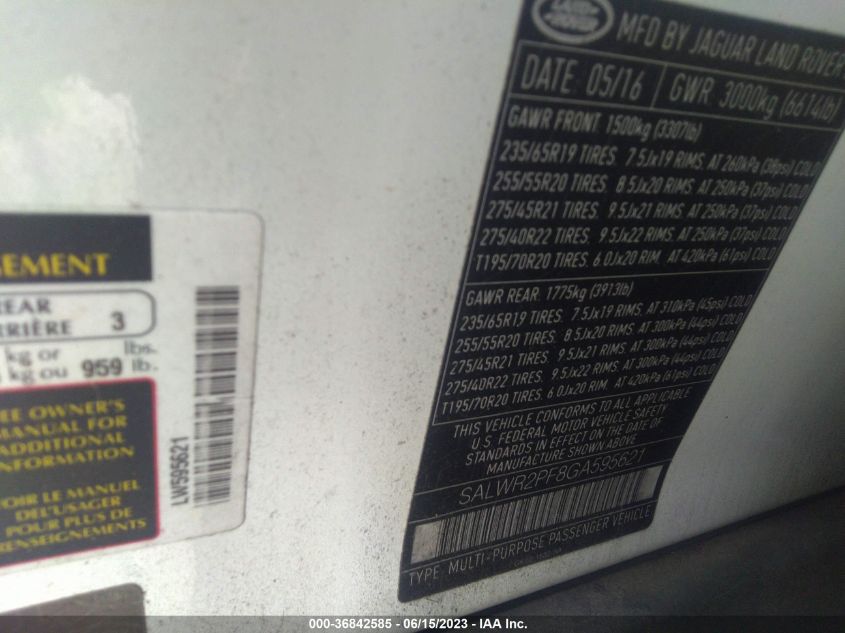 LAND ROVER
MFD BY JAGUAR LAND ROVER
DATE: 05/16 GWR: 3000kg (6614lb)
GAWR FRONT: 1500kg (3307lb)
235/65R19 TIRES. 7.5Jx19 RIMS. AT 260kPa (38psi) COLD
255/55R20 TIRES. 8.5Jx20 RIMS. AT 250kPa (37psi) COLD
275/45R21 TIRES. 9.5Jx21 RIMS. AT 250kPa (37psi) COLD
275/40R22 TIRES. 9.5Jx22 RIMS. AT 250kPa (37psi) COLD
T195/70R20 TIRES. 6.0Jx20 RIM. AT 420kPa (61psi) COLD
GAWR REAR: 1775kg (3913lb)
235/65R19 TIRES. 7.5Jx19 RIMS. AT 310kPa (45psi) COLD
255/55R20 TIRES. 8.5Jx20 RIMS. AT 300kPa (44psi) COLD
275/45R21 TIRES. 9.5Jx21 RIMS. AT 300kPa (44psi) COLD
275/40R22 TIRES. 9.5Jx22 RIMS. AT 300kPa (44psi) COLD
T195/70R20 TIRES. 6.0Jx20 RIM. AT 420kPa (61psi) COLD
THIS VEHICLE CONFORMS TO ALL APPLICABLE
U.S. FEDERAL MOTOR VEHICLE SAFETY
STANDARDS IN EFFECT ON THE DATE OF
MANUFACTURE SHOWN ABOVE
SALWR2PF8GA595621
TYPE: MULTI-PURPOSE PASSENGER VEHICLE
GEMENT
REAR
RRIÈRE 3
kg or lbs.
kg ou 959 lb.
EE OWNER'S
MANUAL FOR
ADDITIONAL
INFORMATION
VOIR LE MANUEL
DE L'USAGER
POUR PLUS DE
RENSEIGNEMENTS
LW595621
000-36842585 - 06/15/2023 - IAA Inc.